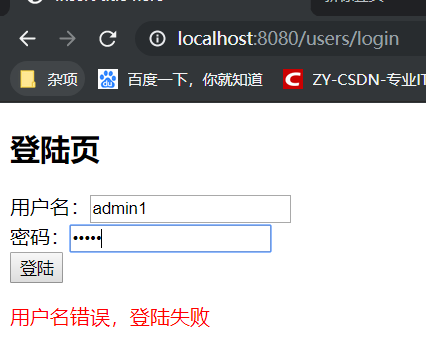 localhost:8080/users/login
杂项 百度一下，你就知道 ZY-CSDN-专业IT
登陆页
用户名：admin1
密码：•••••
登陆
用户名错误，登陆失败